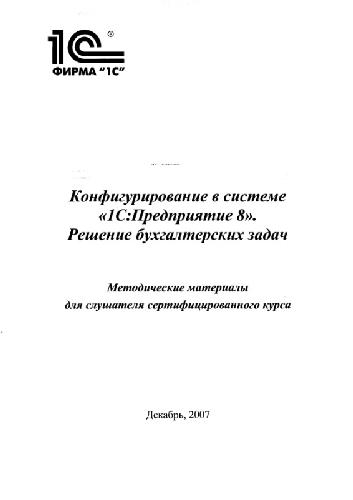 1С®
ФИРМА "1С"
Конфигурирование в системе
«1С:Предприятие 8».
Решение бухгалтерских задач
Методические материалы
для слушателя сертифицированного курса
Декабрь, 2007